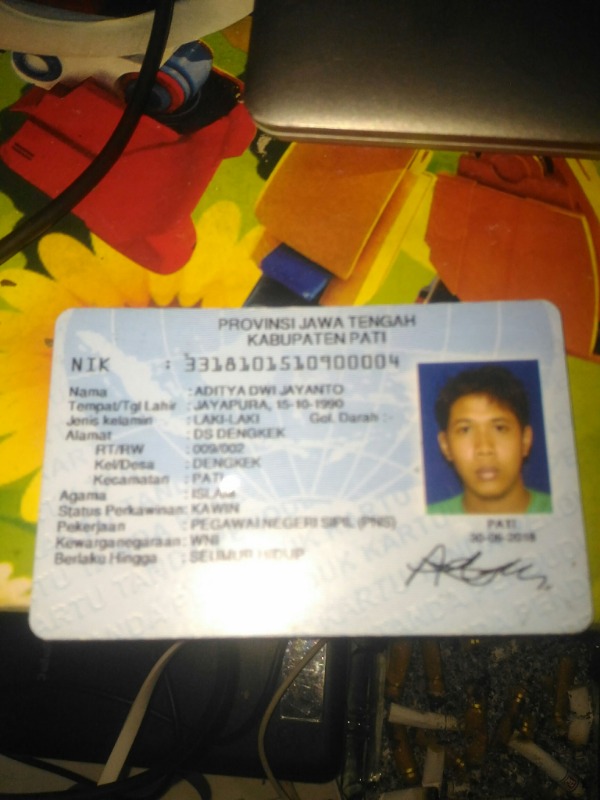 PROVINSI JAWA TENGAH
KABUPATEN PATI
NIK : 3318101510900004
Nama : ADITYA DWI JAYANTO
Tempat/Tgl Lahir : JAYAPURA, 15-10-1990
Jenis kelamin : LAKI-LAKI Gol. Darah : -
Alamat : DS DENGKEK
RT/RW : 009/002
Kel/Desa : DENGKEK
Kecamatan : PATI
Agama : ISLAM
Status Perkawinan: KAWIN
Pekerjaan : PEGAWAI NEGERI SIPIL (PNS)
Kewarganegaraan: WNI
Berlaku Hingga : SEUMUR HIDUP
PATI
30-06-2018